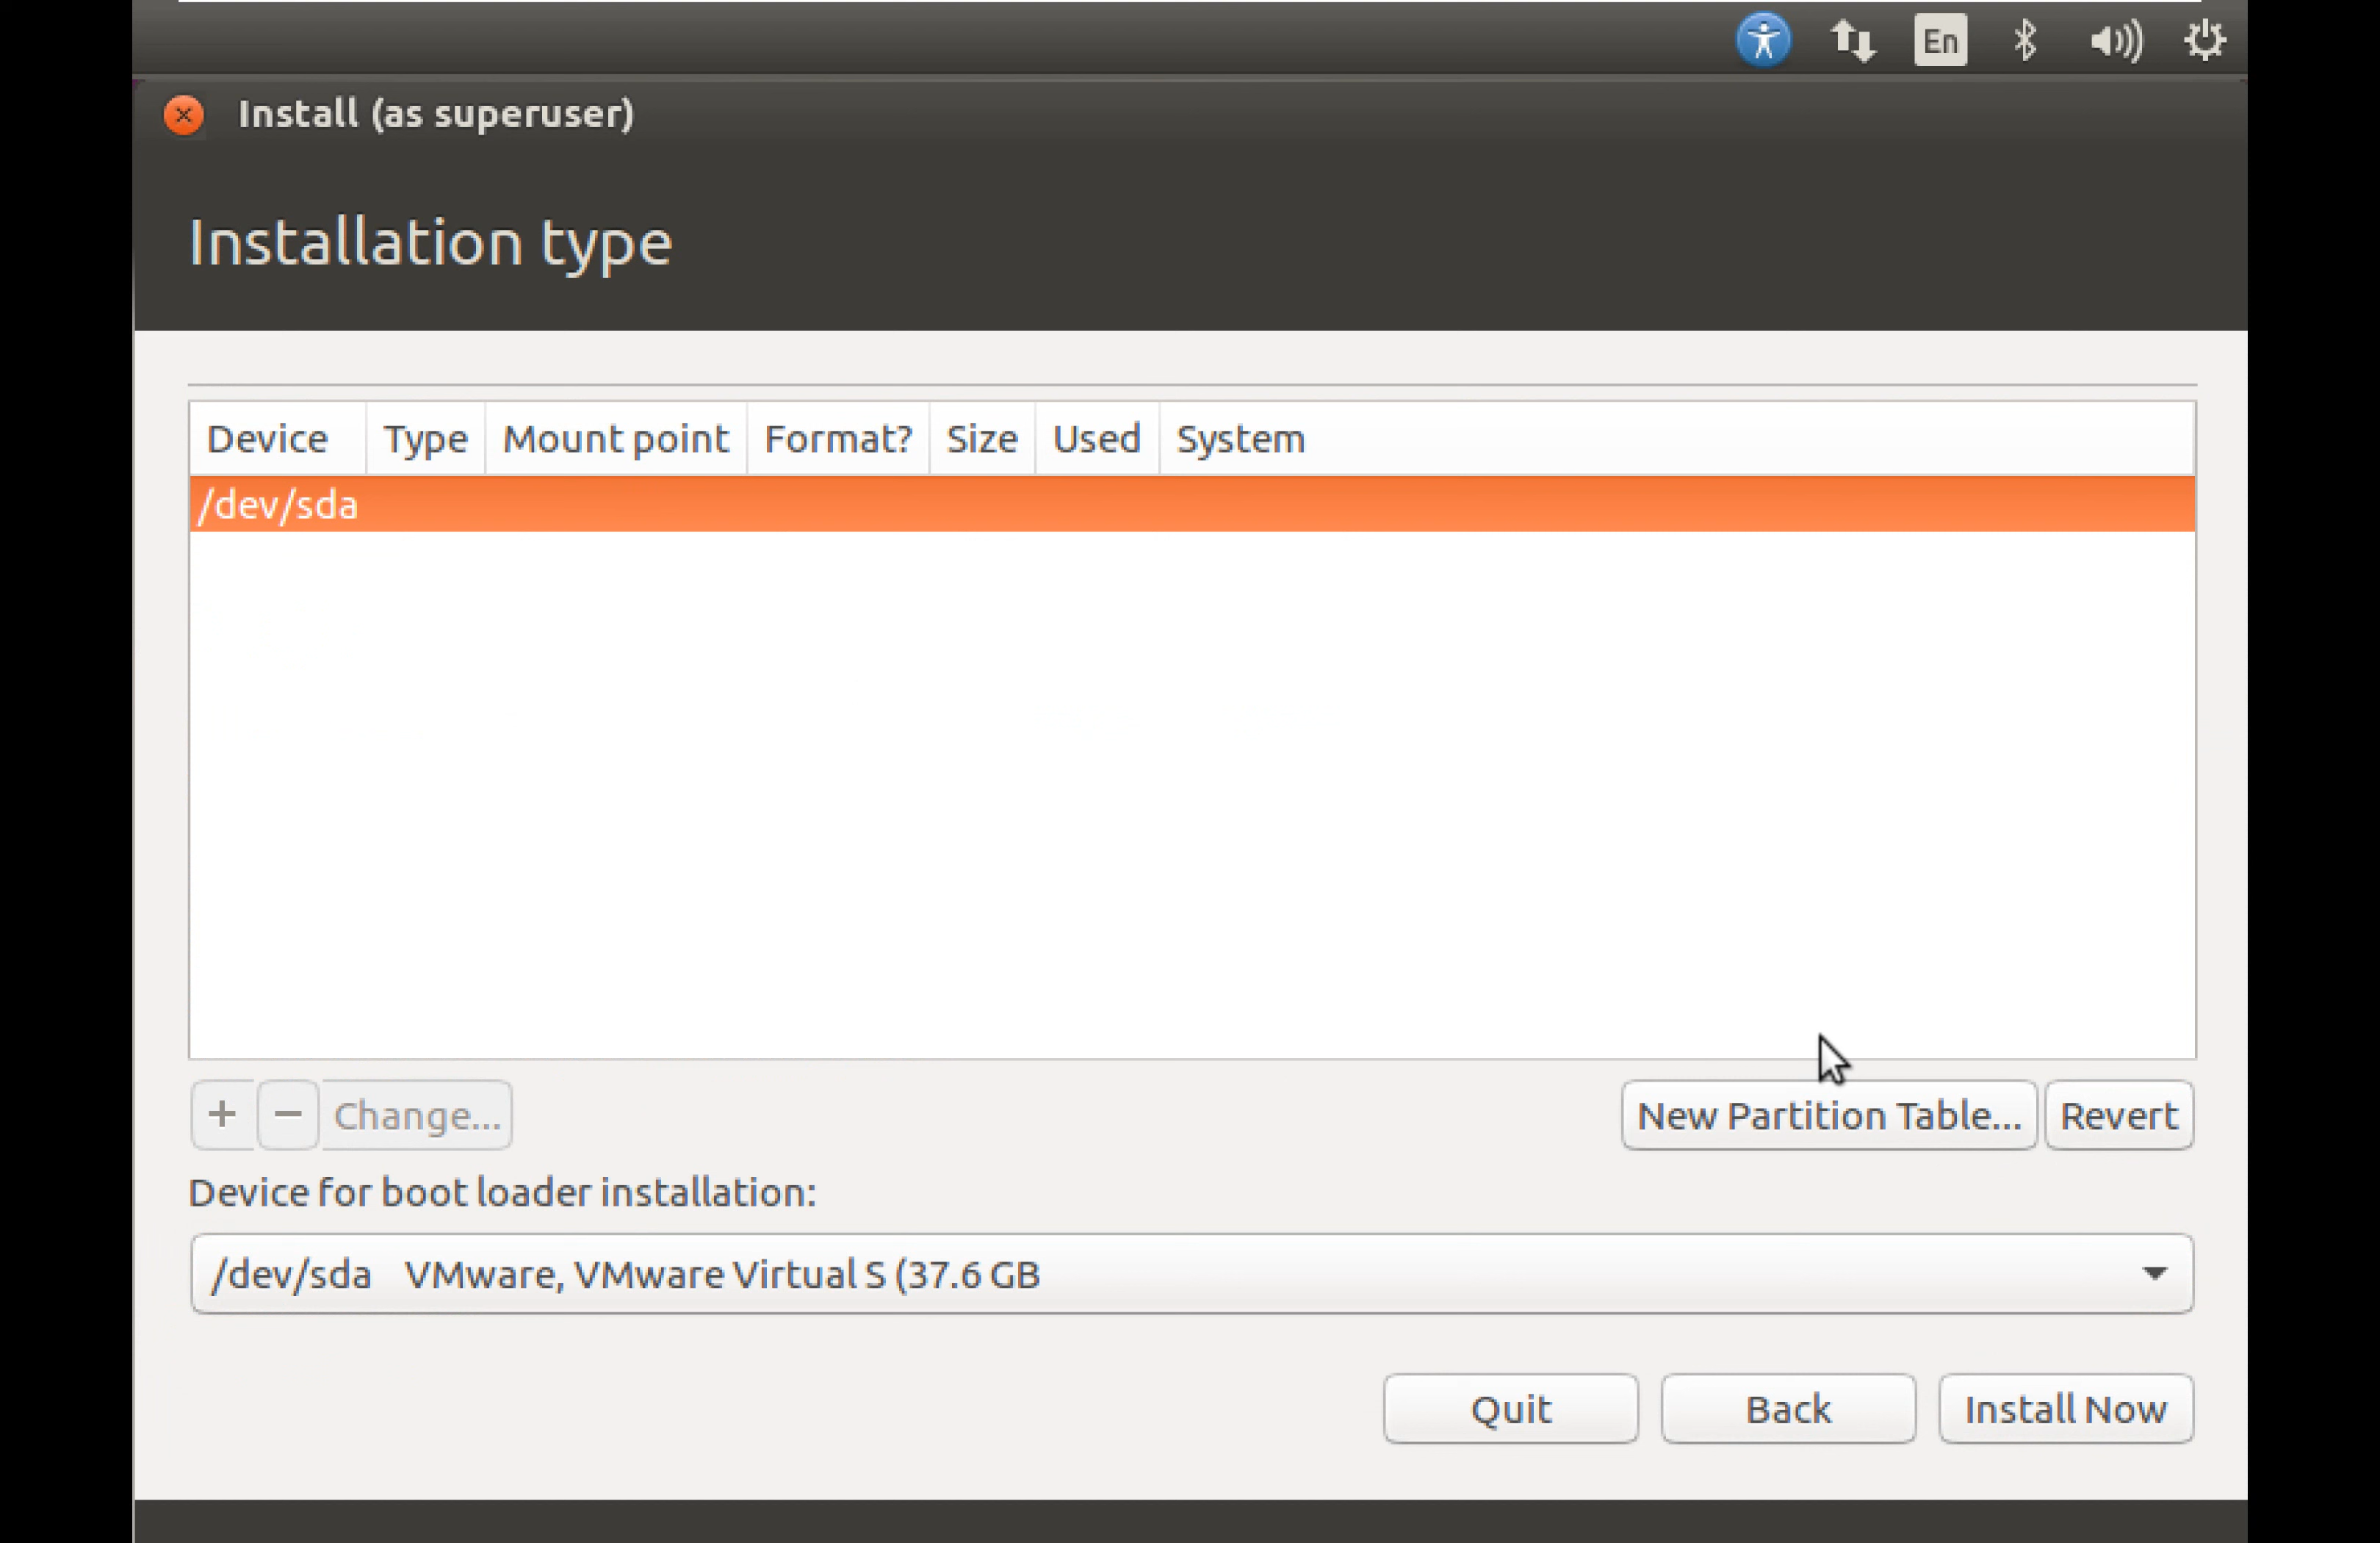 En
Install (as superuser)
Installation type
Device Type Mount point Format? Size Used System
/dev/sda
+ − Change... New Partition Table... Revert
Device for boot loader installation:
/dev/sda VMware, VMware Virtual S (37.6 GB
Quit Back Install Now